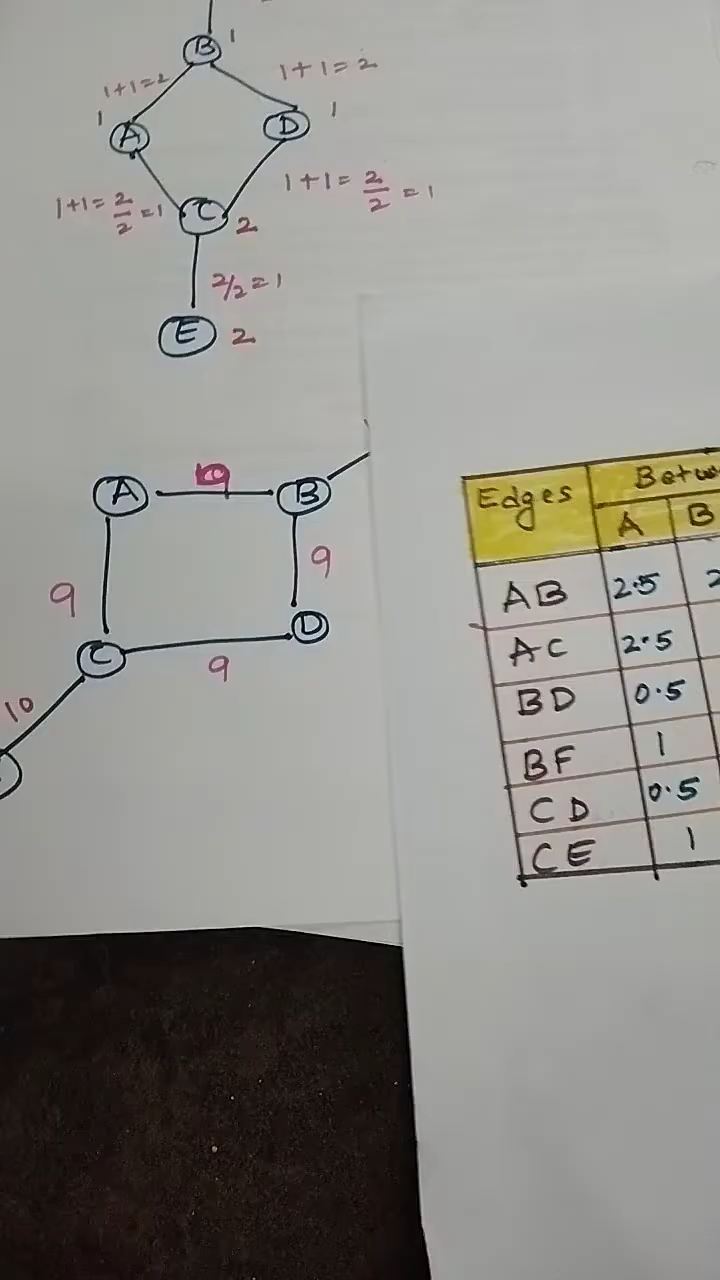 B 1
1+1=2 1+1=2
1 A D 1
1+1=2/2=1 1+1=2/2=1
C 2
2/2=1
E 2
A B
9 9
C D
9
10
Edges
A B
AB 2.5 2
AC 2.5
BD 0.5
BF 1
CD 0.5
CE 1